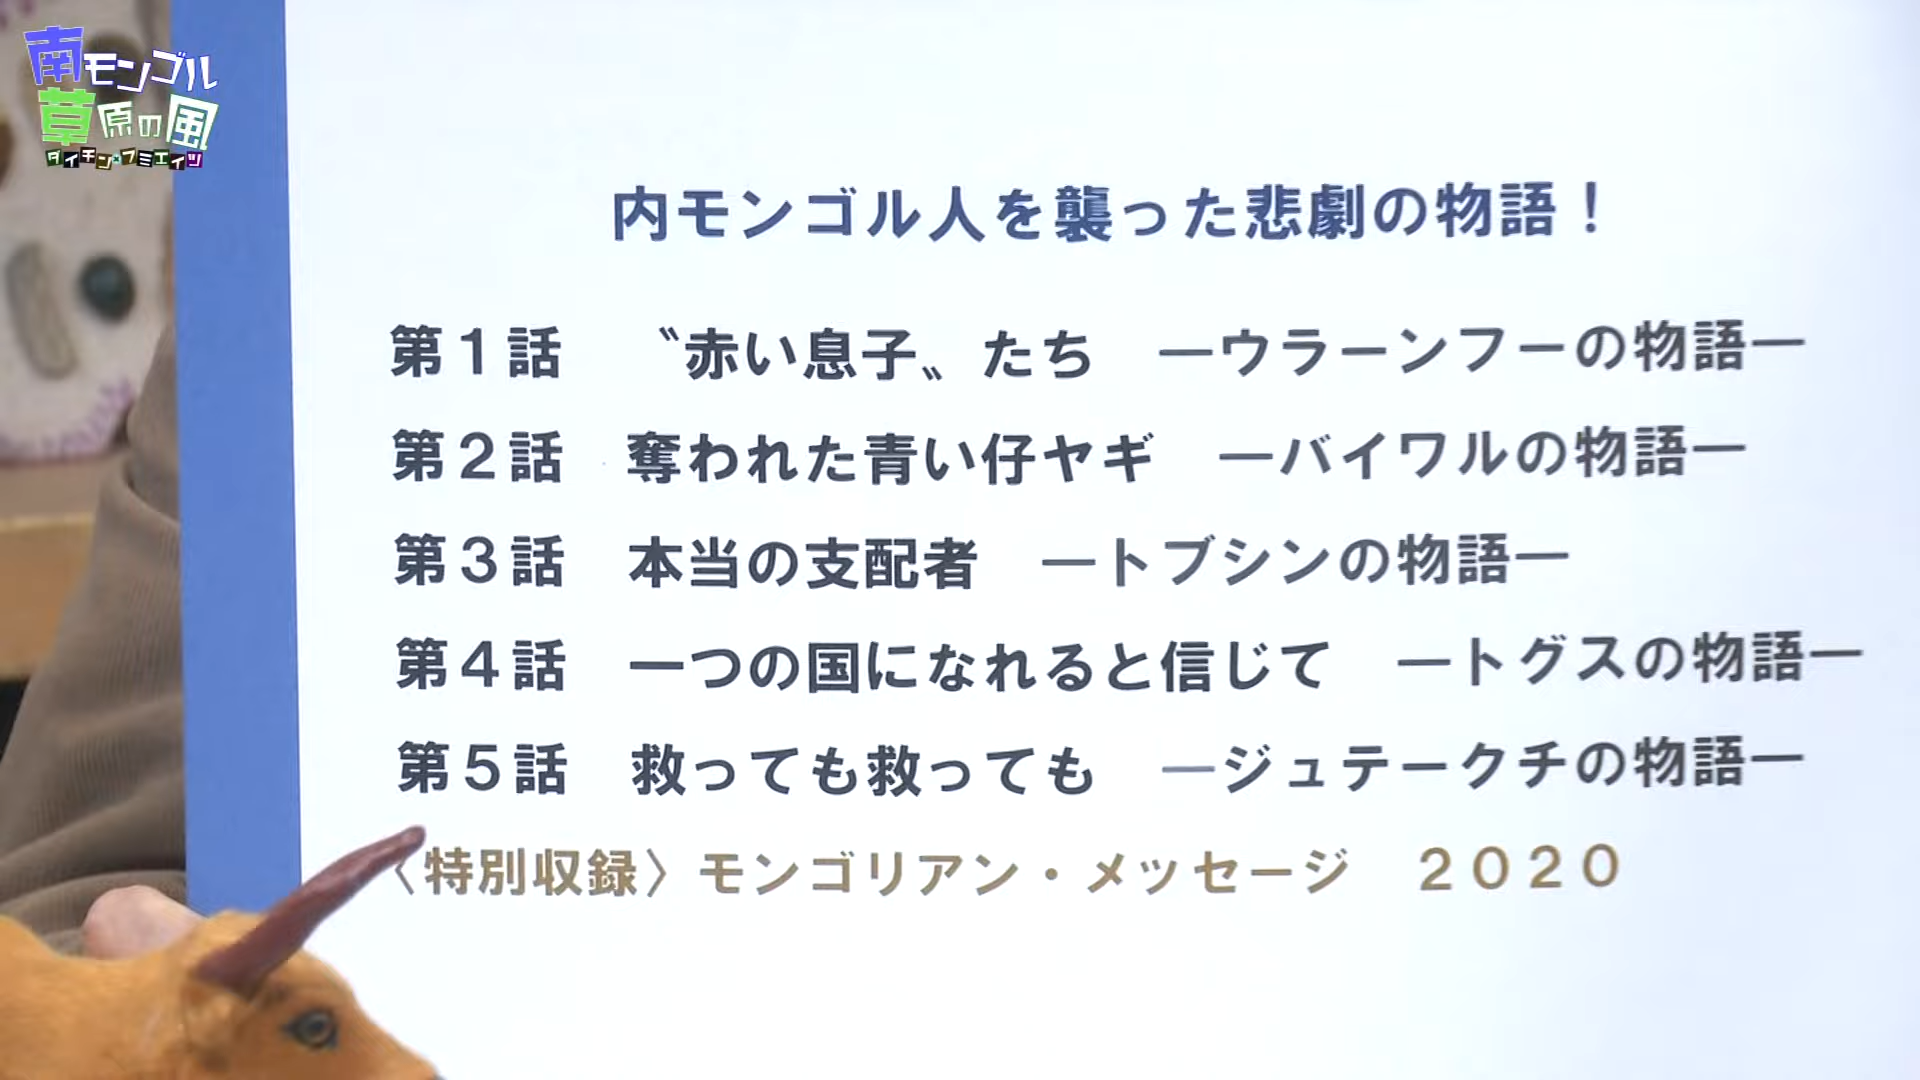 南モンゴル
草原の風
ダイチン×フミエイツ
内モンゴル人を襲った悲劇の物語！
第１話　〝赤い息子〟たち　―ウラーンフーの物語―
第２話　奪われた青い仔ヤギ　―バイワルの物語―
第３話　本当の支配者　―トブシンの物語―
第４話　一つの国になれると信じて　―トグスの物語―
第５話　救っても救っても　―ジュテークチの物語―
〈特別収録〉モンゴリアン・メッセージ　２０２０